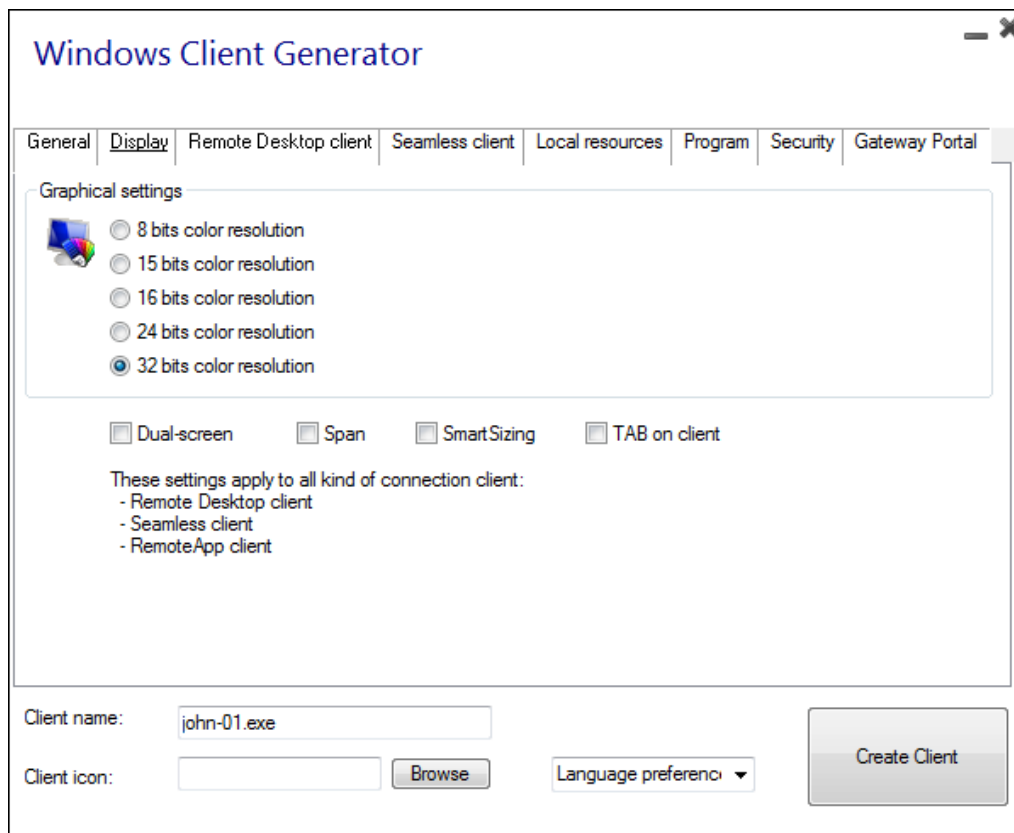 Windows Client Generator
General Display Remote Desktop client Seamless client Local resources Program Security Gateway Portal
Graphical settings
8 bits color resolution
15 bits color resolution
16 bits color resolution
24 bits color resolution
32 bits color resolution
Dual-screen Span SmartSizing TAB on client
These settings apply to all kind of connection client:
- Remote Desktop client
- Seamless client
- RemoteApp client
Client name: john-01.exe
Create Client
Client icon: Browse Language preferenc